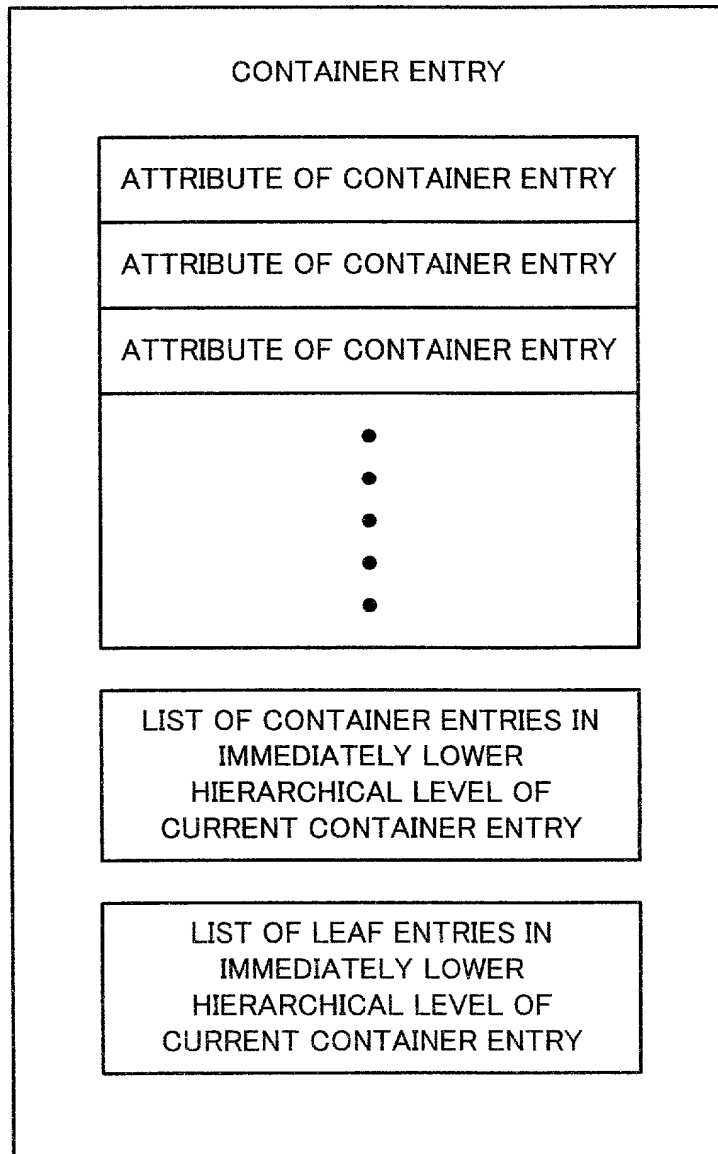 CONTAINER ENTRY
ATTRIBUTE OF CONTAINER ENTRY
ATTRIBUTE OF CONTAINER ENTRY
ATTRIBUTE OF CONTAINER ENTRY
LIST OF CONTAINER ENTRIES IN
IMMEDIATELY LOWER
HIERARCHICAL LEVEL OF
CURRENT CONTAINER ENTRY
LIST OF LEAF ENTRIES IN
IMMEDIATELY LOWER
HIERARCHICAL LEVEL OF
CURRENT CONTAINER ENTRY